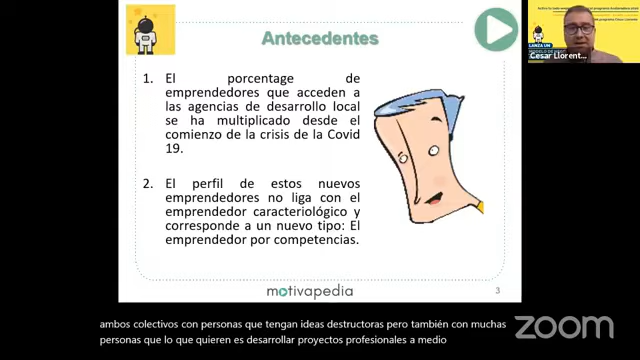 Antecedentes
1. El porcentage de
emprendedores que acceden a
las agencias de desarrollo local
se ha multiplicado desde el
comienzo de la crisis de la Covid
19.
2. El perfil de estos nuevos
emprendedores no liga con el
emprendedor caracteriológico y
corresponde a un nuevo tipo: El
emprendedor por competencias.
motivapedia
3
LANZA UN
Cesar Llorent...
ambos colectivos con personas que tengan ideas destructoras pero también con muchas
personas que lo que quieren es desarrollar proyectos profesionales a medio
zoom